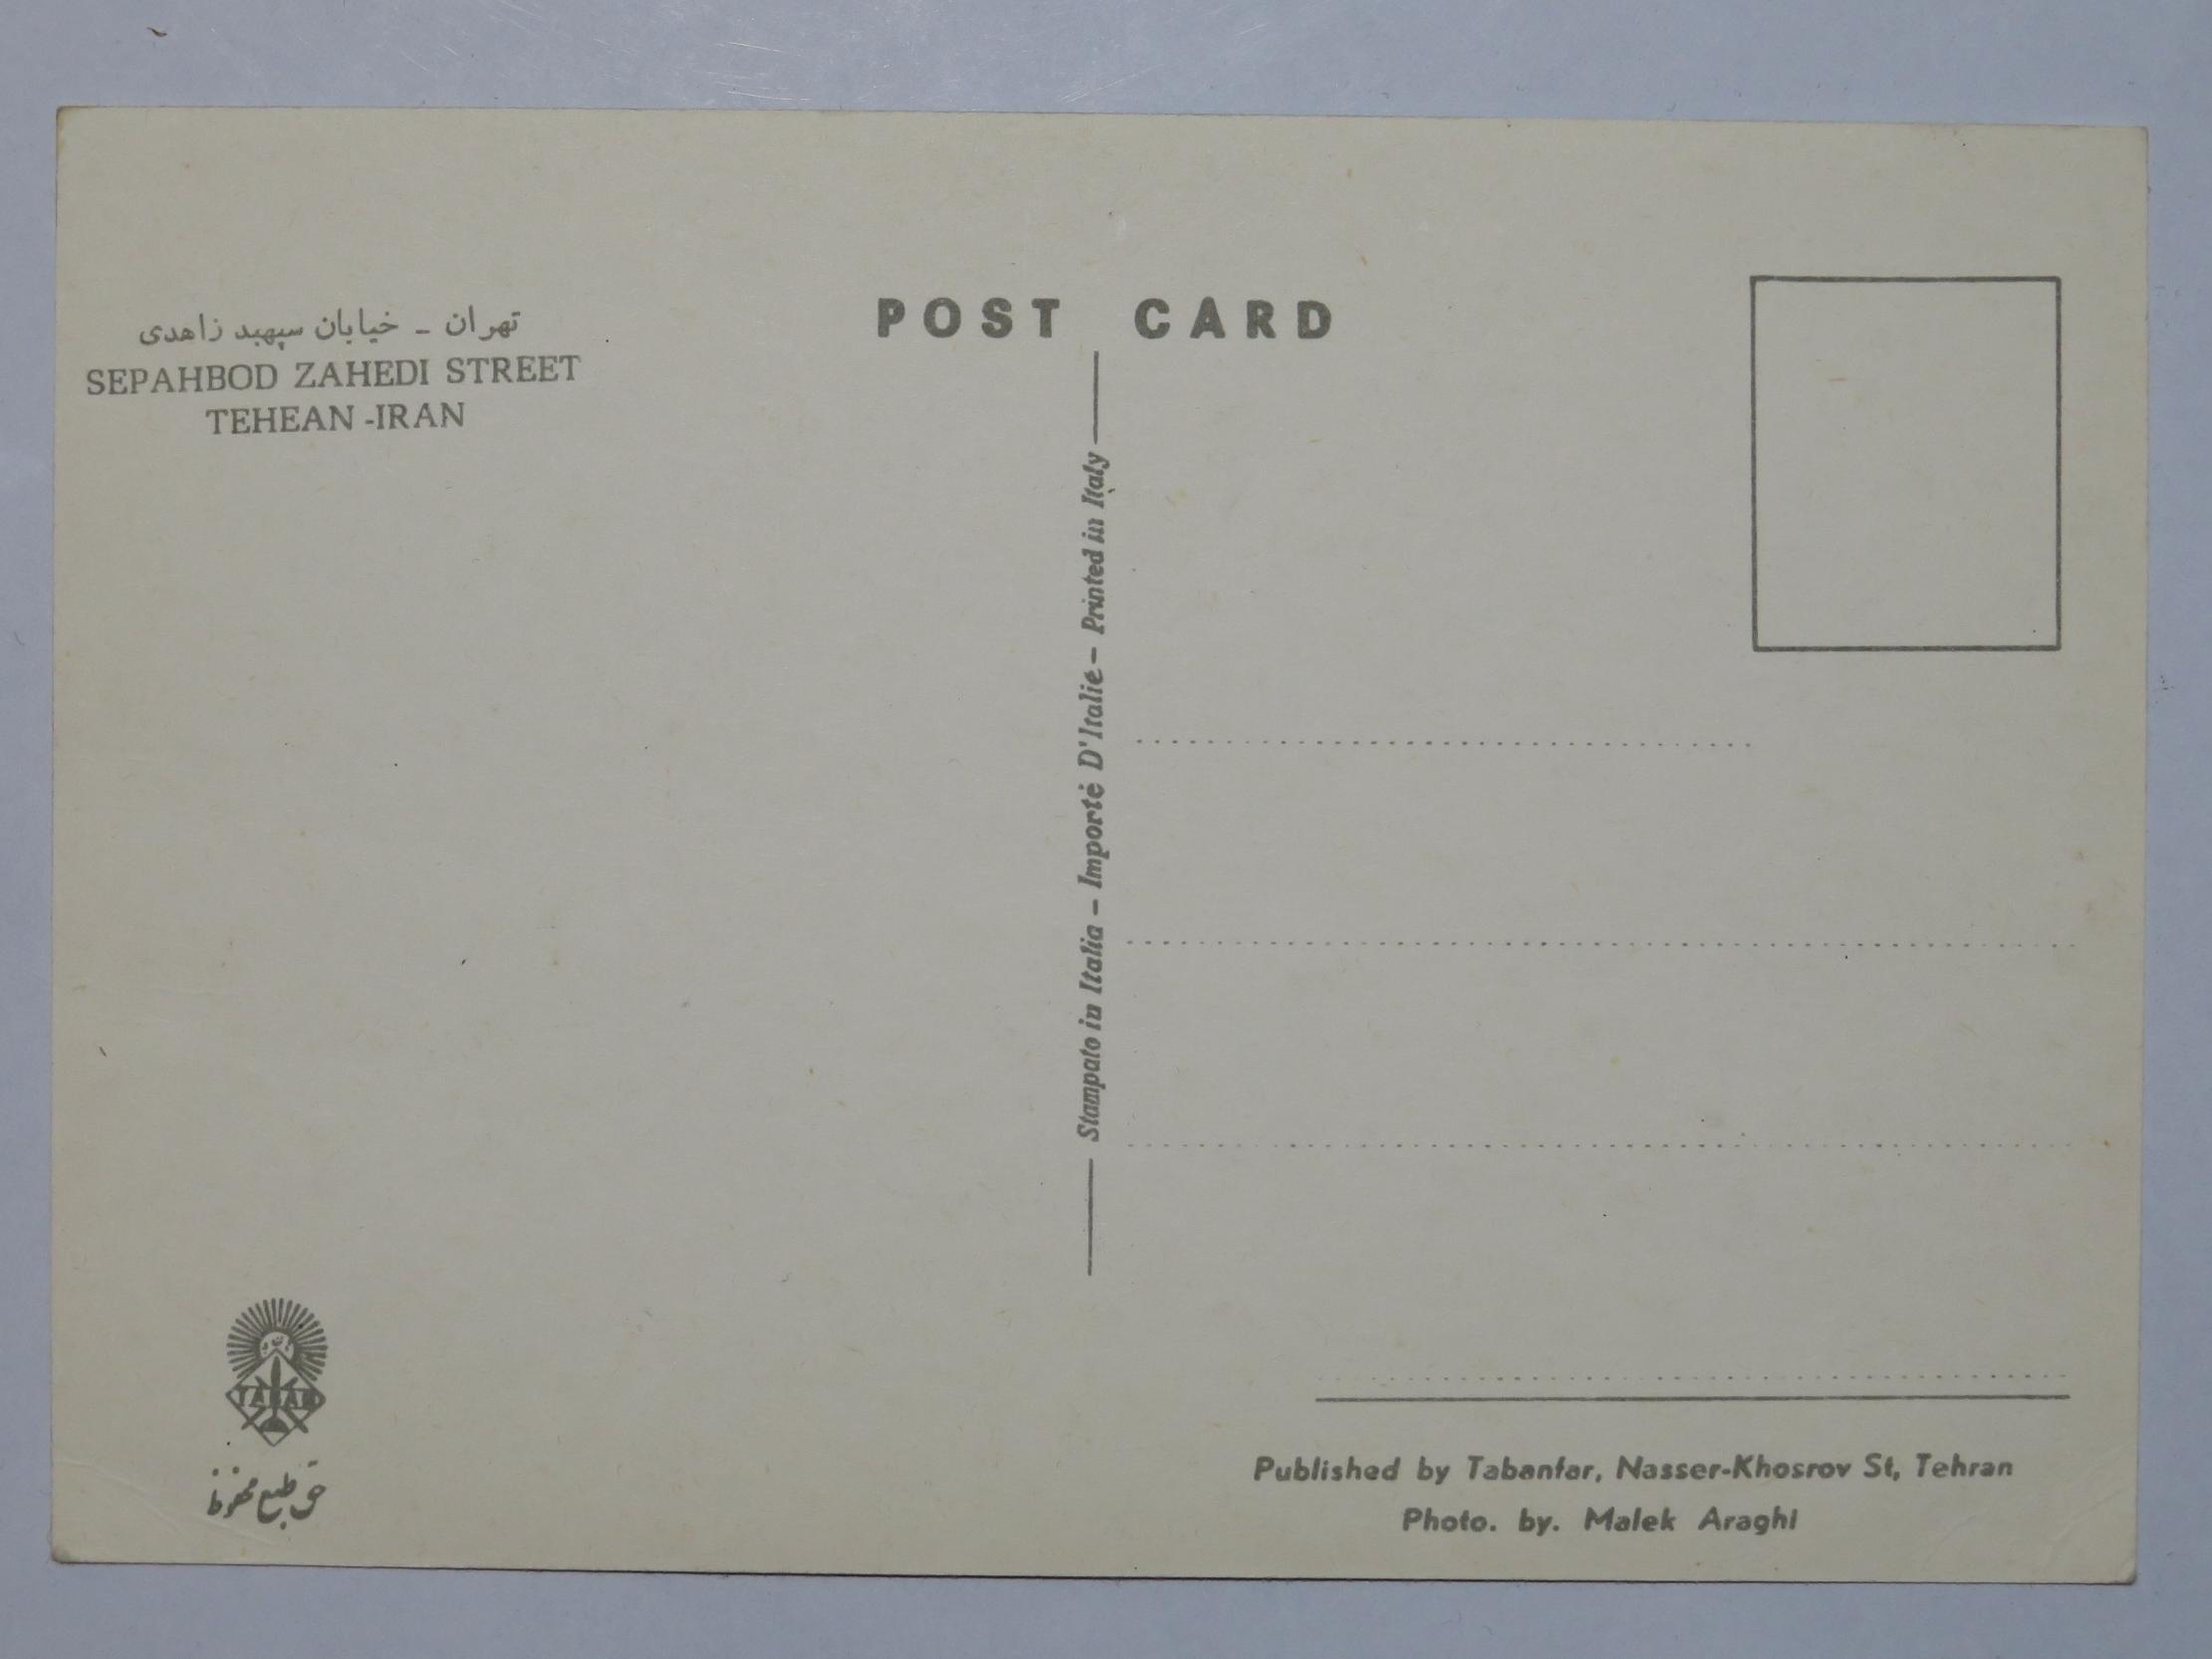 POST CARD
تهران - خیابان سپهبد زاهدی
SEPAHBOD ZAHEDI STREET
TEHEAN -IRAN
Stampato in Italia - Importé D'Italie - Printed in Italy
TABAN
حق طبع محفوظ
Published by Tabanfar, Nasser-Khosrov St, Tehran
Photo. by. Malek Araghi